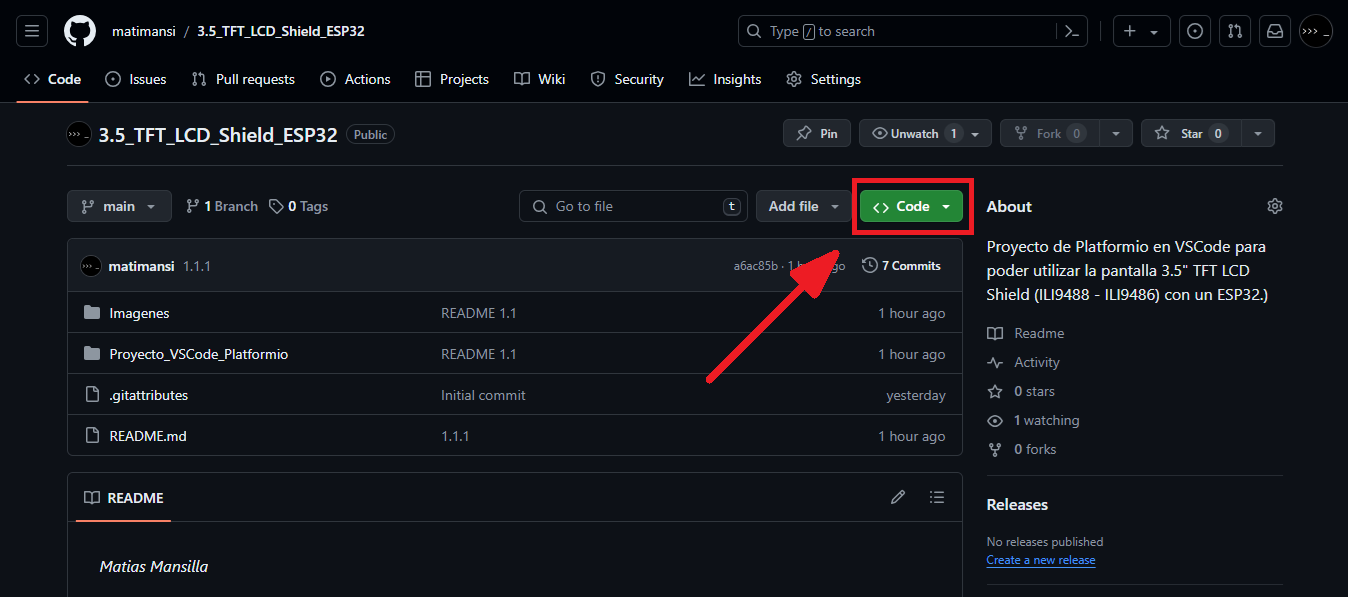 matimansi / 3.5_TFT_LCD_Shield_ESP32
Type / to search
Code Issues Pull requests Actions Projects Wiki Security Insights Settings
3.5_TFT_LCD_Shield_ESP32 Public
Pin Unwatch 1 Fork 0 Star 0
main 1 Branch 0 Tags Go to file t Add file Code
matimansi 1.1.1 a6ac85b · 7 Commits
Imagenes README 1.1 1 hour ago
Proyecto_VSCode_Platformio README 1.1 1 hour ago
.gitattributes Initial commit yesterday
README.md 1.1.1 1 hour ago
README
Matias Mansilla
About
Proyecto de Platformio en VSCode para
poder utilizar la pantalla 3.5" TFT LCD
Shield (ILI9488 - ILI9486) con un ESP32.)
Readme
Activity
0 stars
1 watching
0 forks
Releases
No releases published
Create a new release